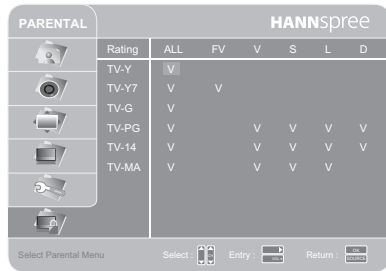 PARENTAL HANNspree
Rating ALL FV V S L D
TV-Y V
TV-Y7 V V
TV-G V
TV-PG V V V V V
TV-14 V V V V V
TV-MA V V V V
Select Parental Menu Select : Entry : Return : OK
SOURCE